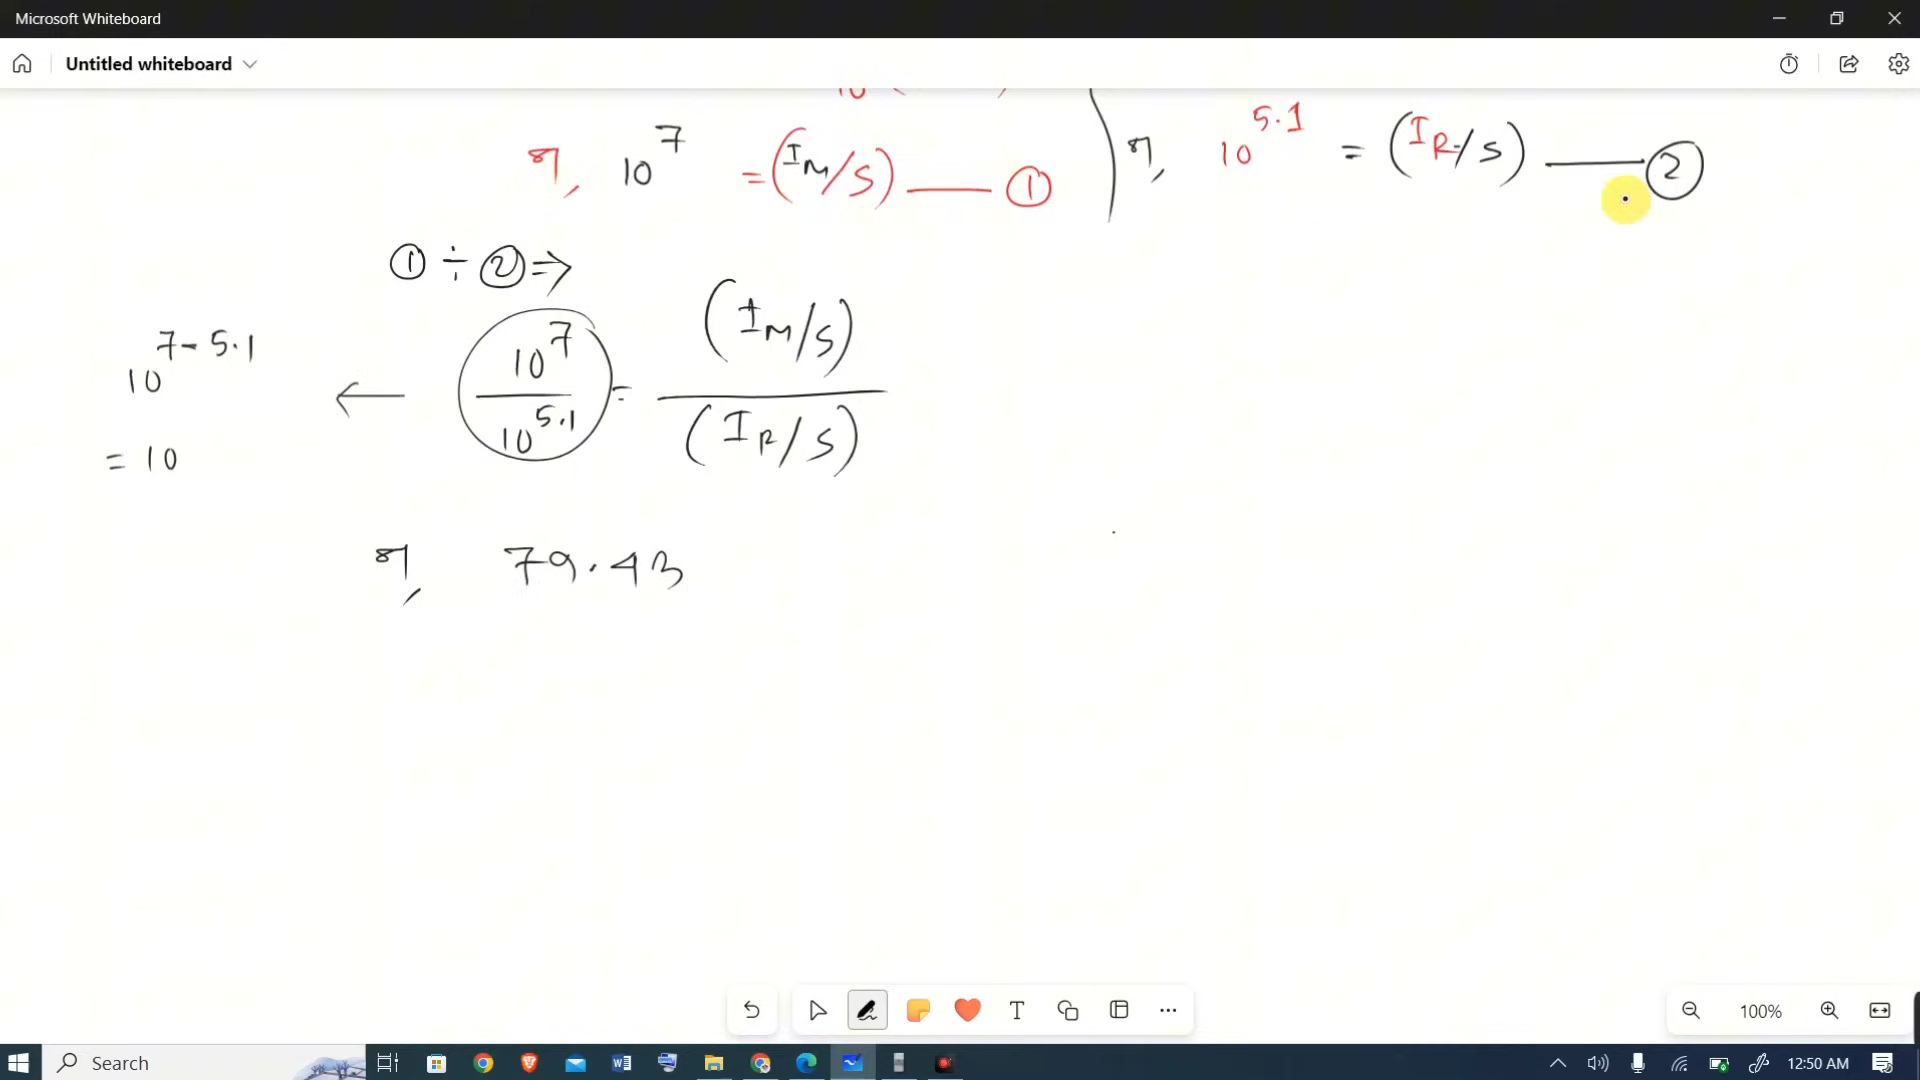 Microsoft Whiteboard
Untitled whiteboard
বা, 10^7 = (I_M/S) —— ①
বা, 10^5.1 = (I_R/S) —— ②
① ÷ ② ⇒
10^7-5.1 ← 10^7/10^5.1 = (I_M/S)/(I_R/S)
= 10
বা, 79.43
100%
Search
12:50 AM